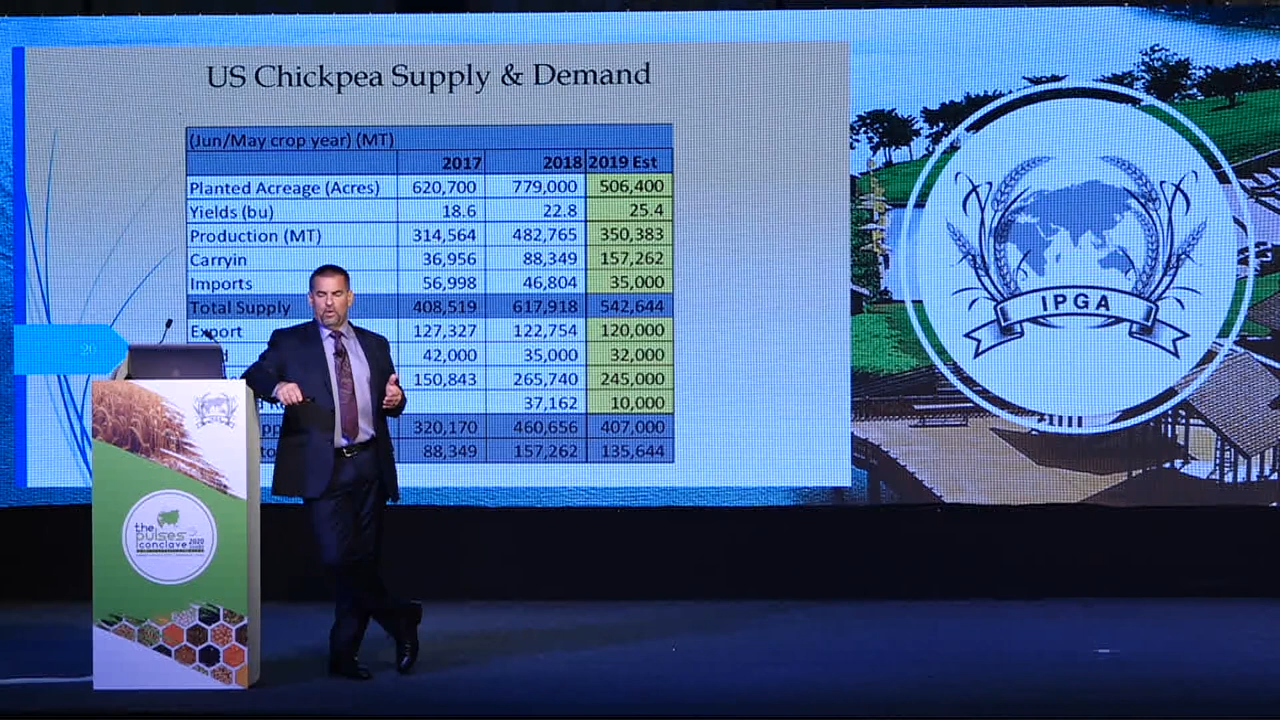 US Chickpea Supply & Demand
(Jun/May crop year) (MT)
2017 2018 2019 Est
Planted Acreage (Acres) 620,700 779,000 506,400
Yields (bu) 18.6 22.8 25.4
Production (MT) 314,564 482,765 350,383
Carryin 36,956 88,349 157,262
Imports 56,998 46,804 35,000
Total Supply 408,519 617,918 542,644
Export 127,327 122,754 120,000
42,000 35,000 32,000
150,843 265,740 245,000
37,162 10,000
320,170 460,656 407,000
88,349 157,262 135,644
IPGA
20
the
pulses
conclave 2020